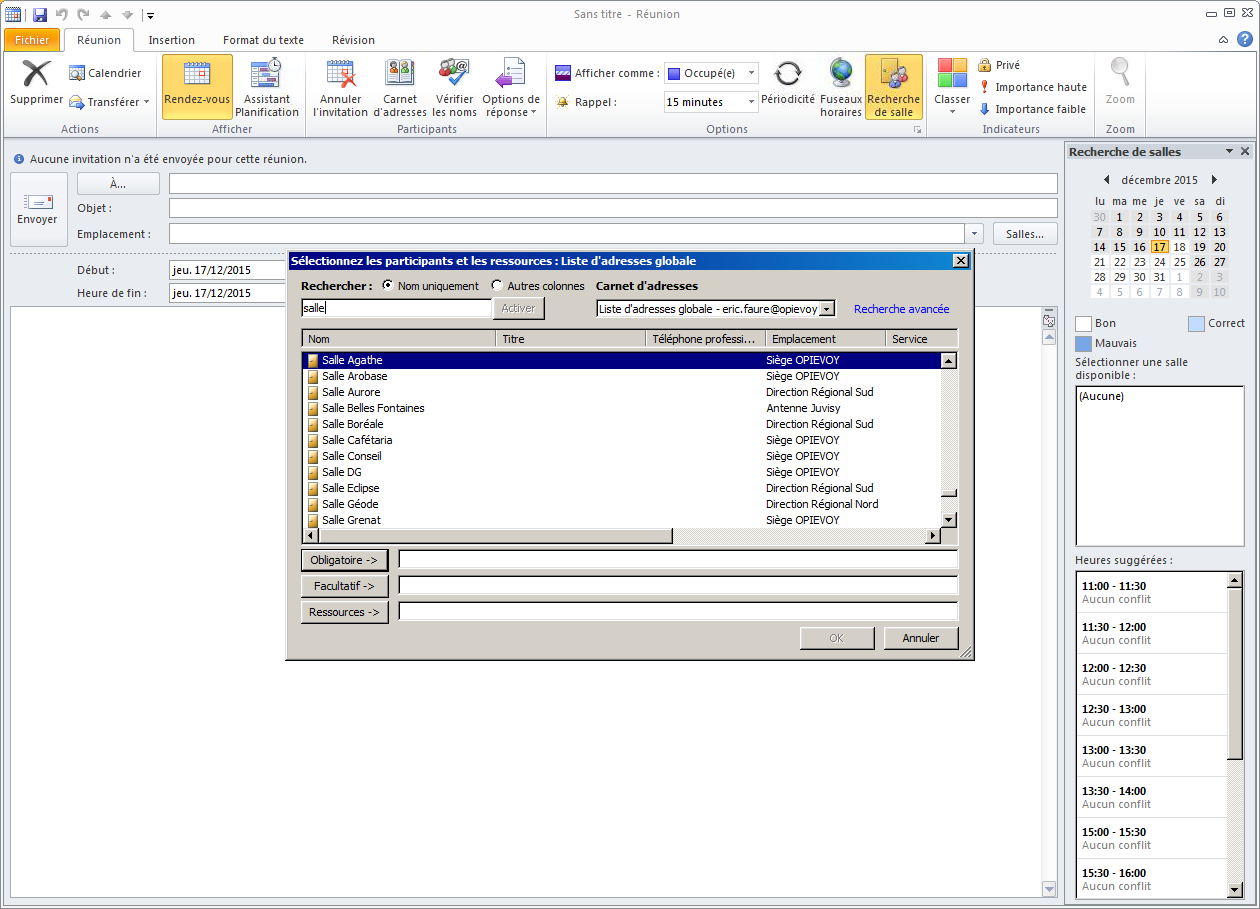 Sans titre - Réunion
Fichier Réunion Insertion Format du texte Révision
Supprimer
Calendrier
Transférer
Actions
Rendez-vous
Assistant Planification
Afficher
Annuler l'invitation
Carnet d'adresses
Vérifier les noms
Options de réponse
Participants
Afficher comme : Occupé(e)
Rappel : 15 minutes
Périodicité
Fuseaux horaires
Recherche de salle
Options
Classer
Privé
Importance haute
Importance faible
Indicateurs
Zoom
Zoom
Aucune invitation n'a été envoyée pour cette réunion.
Envoyer
À...
Objet :
Emplacement :
Salles...
Début : jeu. 17/12/2015
Heure de fin : jeu. 17/12/2015
Sélectionnez les participants et les ressources : Liste d'adresses globale
Rechercher : Nom uniquement Autres colonnes Carnet d'adresses
salle Activer Liste d'adresses globale - eric.faure@opievoy Recherche avancée
Nom Titre Téléphone professi... Emplacement Service
Salle Agathe Siège OPIEVOY
Salle Arobase Siège OPIEVOY
Salle Aurore Direction Régional Sud
Salle Belles Fontaines Antenne Juvisy
Salle Boréale Direction Régional Sud
Salle Cafétaria Siège OPIEVOY
Salle Conseil Siège OPIEVOY
Salle DG Siège OPIEVOY
Salle Eclipse Direction Régional Sud
Salle Géode Direction Régional Nord
Salle Grenat Siège OPIEVOY
Obligatoire ->
Facultatif ->
Ressources ->
OK Annuler
Recherche de salles
décembre 2015
lu ma me je ve sa di
30 1 2 3 4 5 6
7 8 9 10 11 12 13
14 15 16 17 18 19 20
21 22 23 24 25 26 27
28 29 30 31 1 2 3
4 5 6 7 8 9 10
Bon Correct
Mauvais
Sélectionner une salle
disponible :
(Aucune)
Heures suggérées :
11:00 - 11:30
Aucun conflit
11:30 - 12:00
Aucun conflit
12:00 - 12:30
Aucun conflit
12:30 - 13:00
Aucun conflit
13:00 - 13:30
Aucun conflit
13:30 - 14:00
Aucun conflit
15:00 - 15:30
Aucun conflit
15:30 - 16:00
Aucun conflit